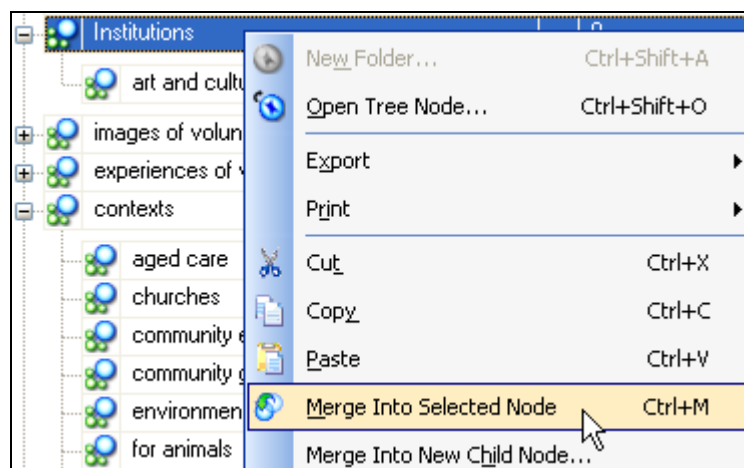 Institutions
art and cultu
images of volun
experiences of v
contexts
aged care
churches
community e
community g
environmen
for animals
New Folder... Ctrl+Shift+A
Open Tree Node... Ctrl+Shift+O
Export
Print
Cut Ctrl+X
Copy Ctrl+C
Paste Ctrl+V
Merge Into Selected Node Ctrl+M
Merge Into New Child Node...